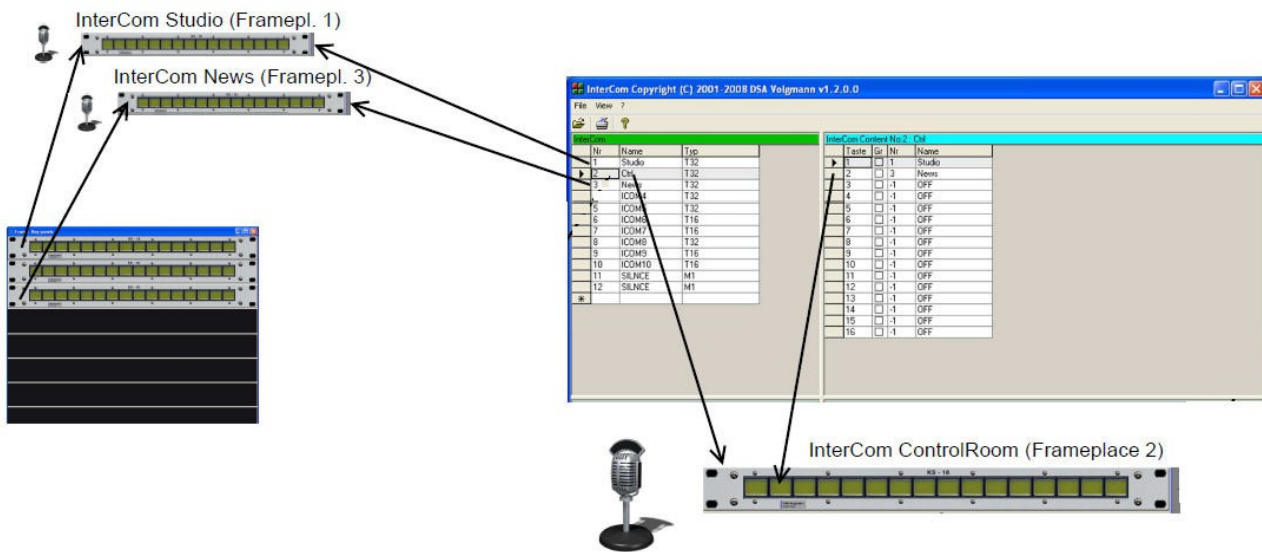 InterCom Studio (Framepl. 1)
InterCom News (Framepl. 3)
InterCom Copyright (C) 2001-2008 DSA Volgmann v1.2.0.0
File View ?
InterCom
Nr Name Typ
1 Studio T32
2 Ctrl T32
3 News T32
ICOM4 T32
5 ICOM5 T32
6 ICOM6 T16
7 ICOM7 T16
8 ICOM8 T32
9 ICOM9 T16
10 ICOM10 T16
11 SILNCE M1
12 SILNCE M1
InterCom Content No:2 Ctrl
Taste Gr Nr Name
1 1 Studio
2 3 News
3 -1 OFF
4 -1 OFF
5 -1 OFF
6 -1 OFF
7 -1 OFF
8 -1 OFF
9 -1 OFF
10 -1 OFF
11 -1 OFF
12 -1 OFF
13 -1 OFF
14 -1 OFF
15 -1 OFF
16 -1 OFF
InterCom ControlRoom (Frameplace 2)
KS - 16